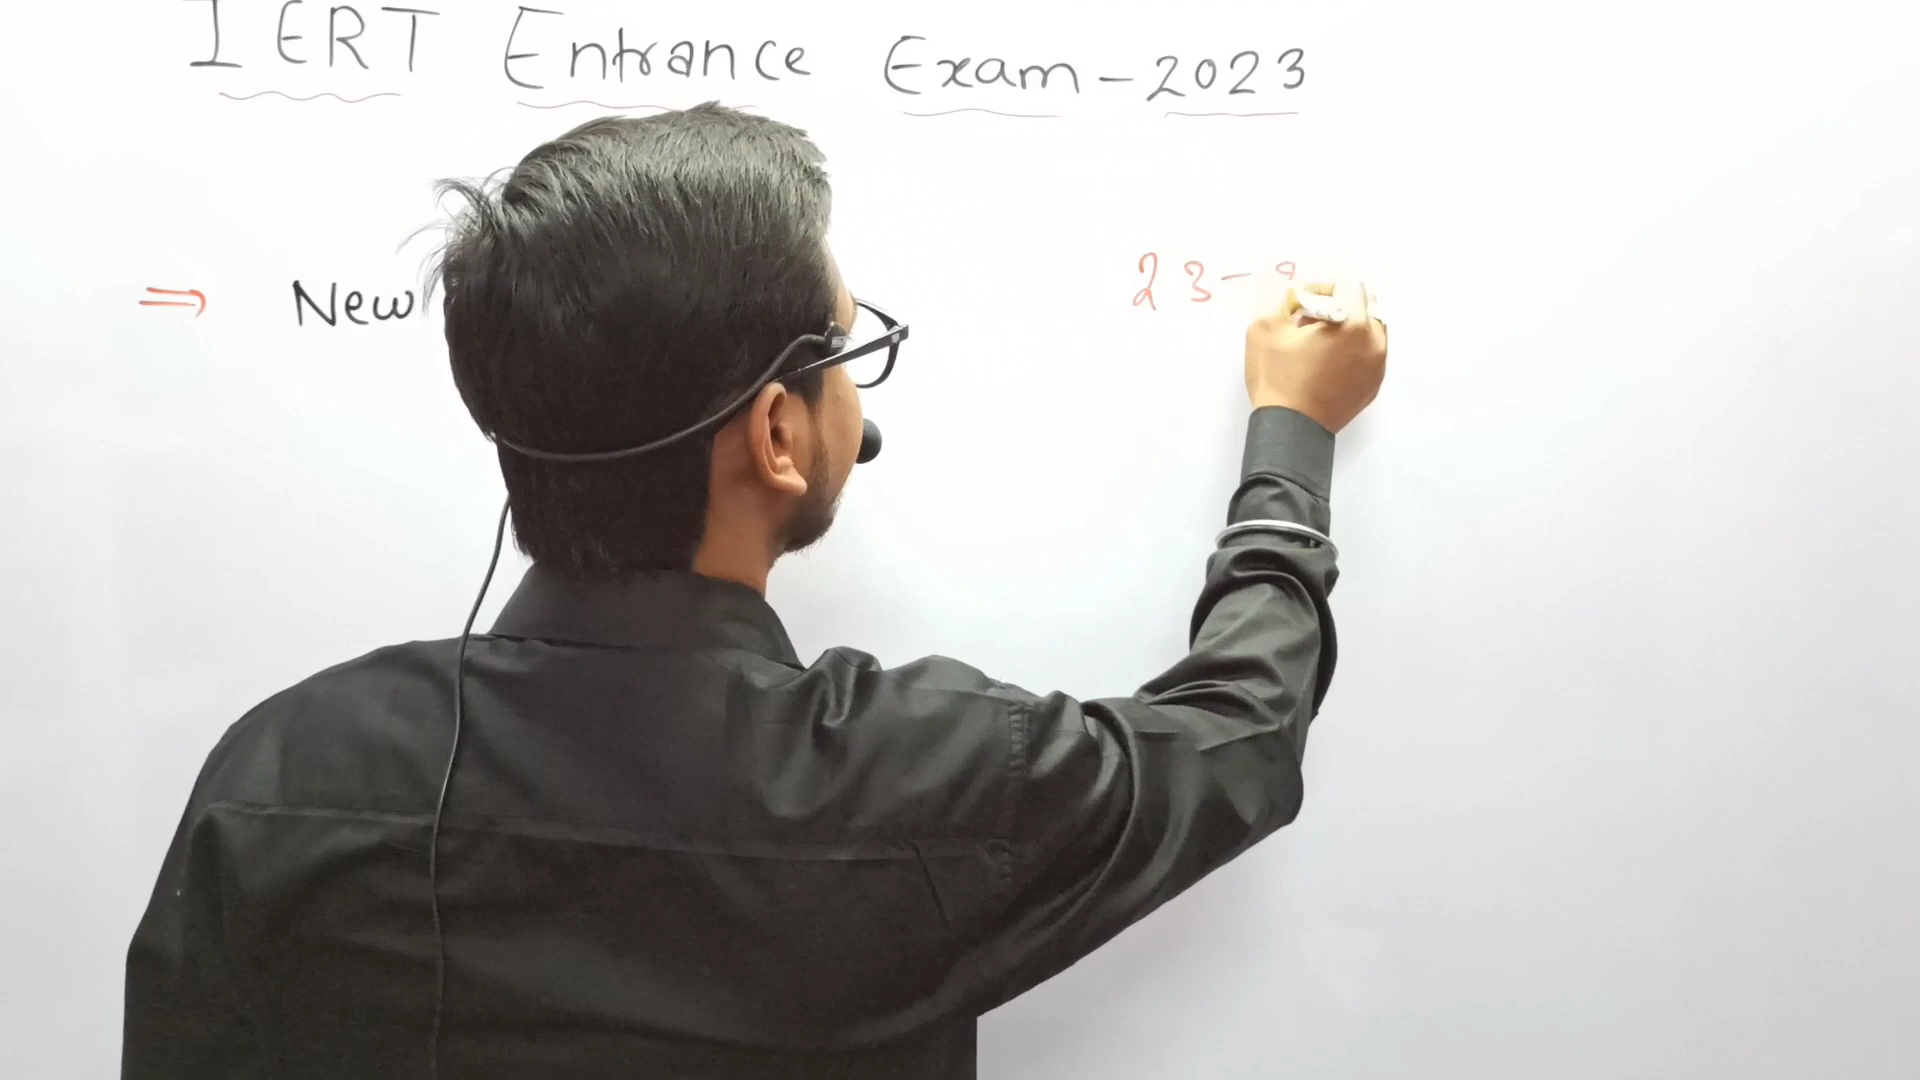 IERT Entrance Exam-2023
⇒ New 23-